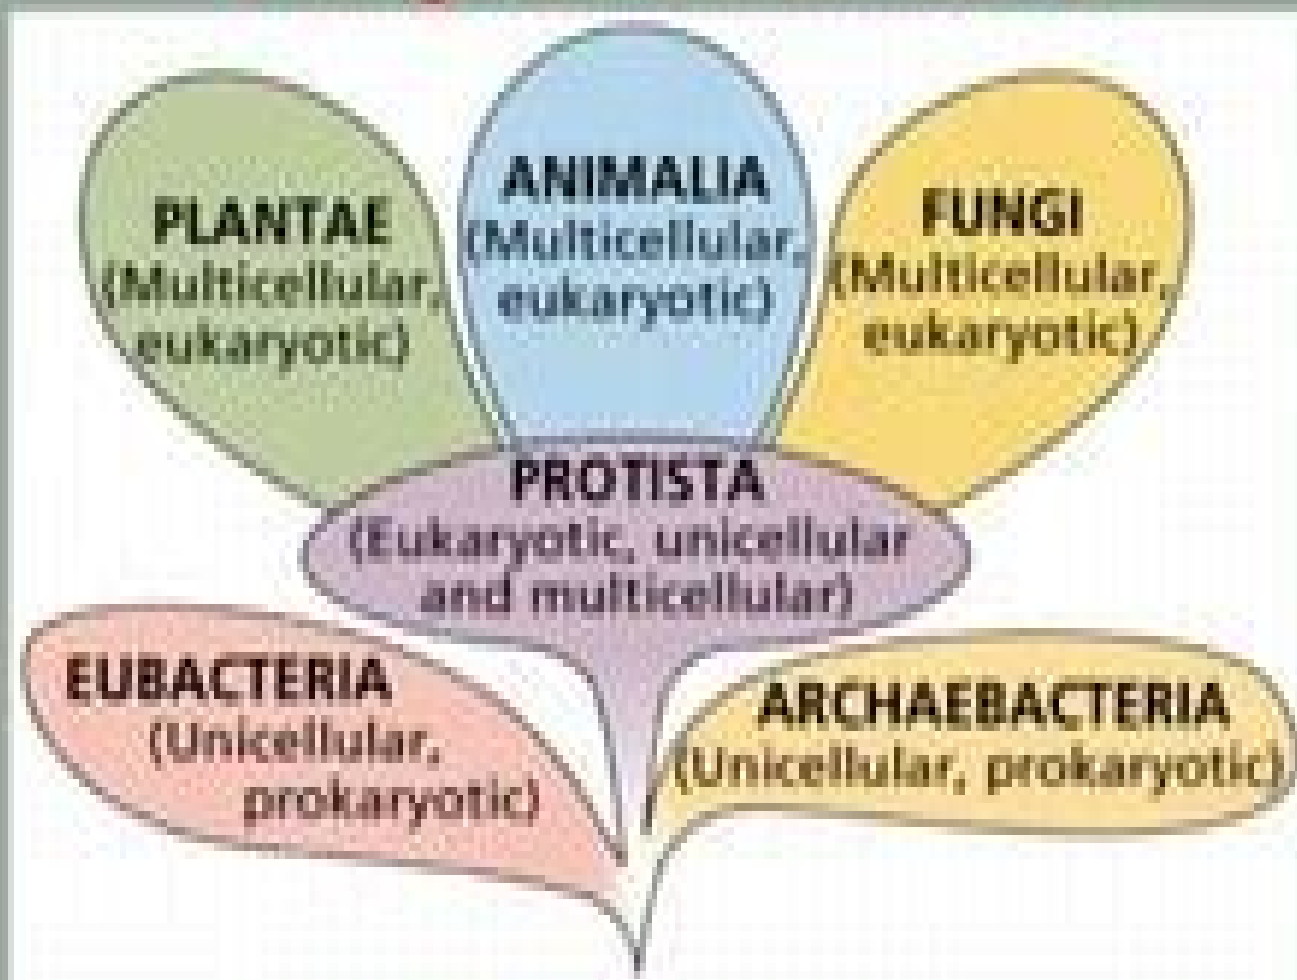 PLANTAE
(Multicellular,
eukaryotic)
ANIMALIA
(Multicellular,
eukaryotic)
FUNGI
(Multicellular,
eukaryotic)
PROTISTA
(Eukaryotic, unicellular
and multicellular)
EUBACTERIA
(Unicellular,
prokaryotic)
ARCHAEBACTERIA
(Unicellular, prokaryotic)